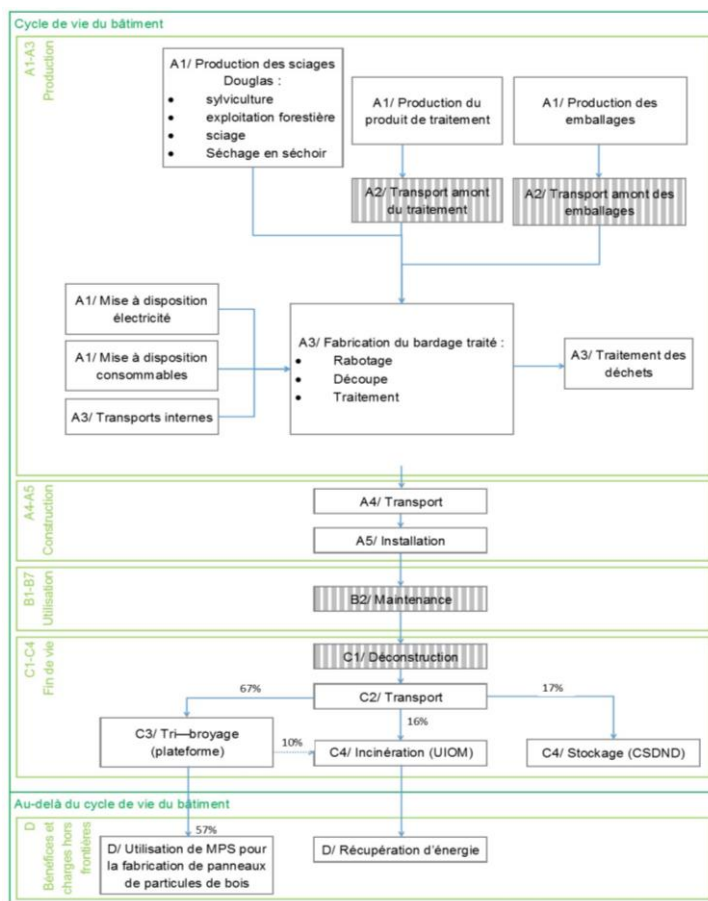 Cycle de vie du bâtiment
A1-A3
Production
A1/ Production des sciages
Douglas :
• sylviculture
• exploitation forestière
• sciage
• Séchage en séchoir
A1/ Production du
produit de traitement
A1/ Production des
emballages
A2/ Transport amont
du traitement
A2/ Transport amont des
emballages
A1/ Mise à disposition
électricité
A1/ Mise à disposition
consommables
A3/ Transports internes
A3/ Fabrication du bardage traité :
• Rabotage
• Découpe
• Traitement
A3/ Traitement des
déchets
A4-A5
Construction
A4/ Transport
A5/ Installation
B1-B7
Utilisation
B2/ Maintenance
C1-C4
Fin de vie
C1/ Déconstruction
C2/ Transport
67%
16%
17%
C3/ Tri—broyage
(plateforme)
10%
C4/ Incinération (UIOM)
C4/ Stockage (CSDND)
Au-delà du cycle de vie du bâtiment
D
Bénéfices et
charges hors
frontières
57%
D/ Utilisation de MPS pour
la fabrication de panneaux
de particules de bois
D/ Récupération d'énergie